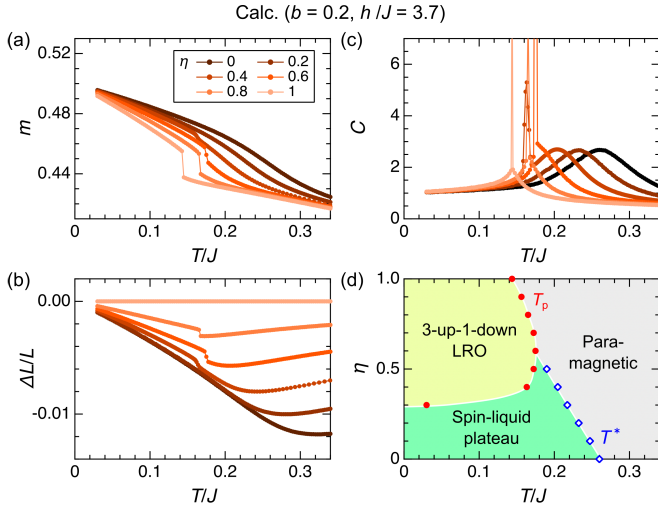 Calc. (b = 0.2, h /J = 3.7)
(a)
η 0 0.2
0.4 0.6
0.8 1
m
0.52
0.48
0.44
0 0.1 0.2 0.3
T/J
(c)
C
6
4
2
0
0 0.1 0.2 0.3
T/J
(b)
ΔL/L
0.00
-0.01
0 0.1 0.2 0.3
T/J
(d)
η
1.0
0.5
0
3-up-1-down
LRO
Tp
Para-
magnetic
Spin-liquid
plateau
T*
0 0.1 0.2 0.3
T/J